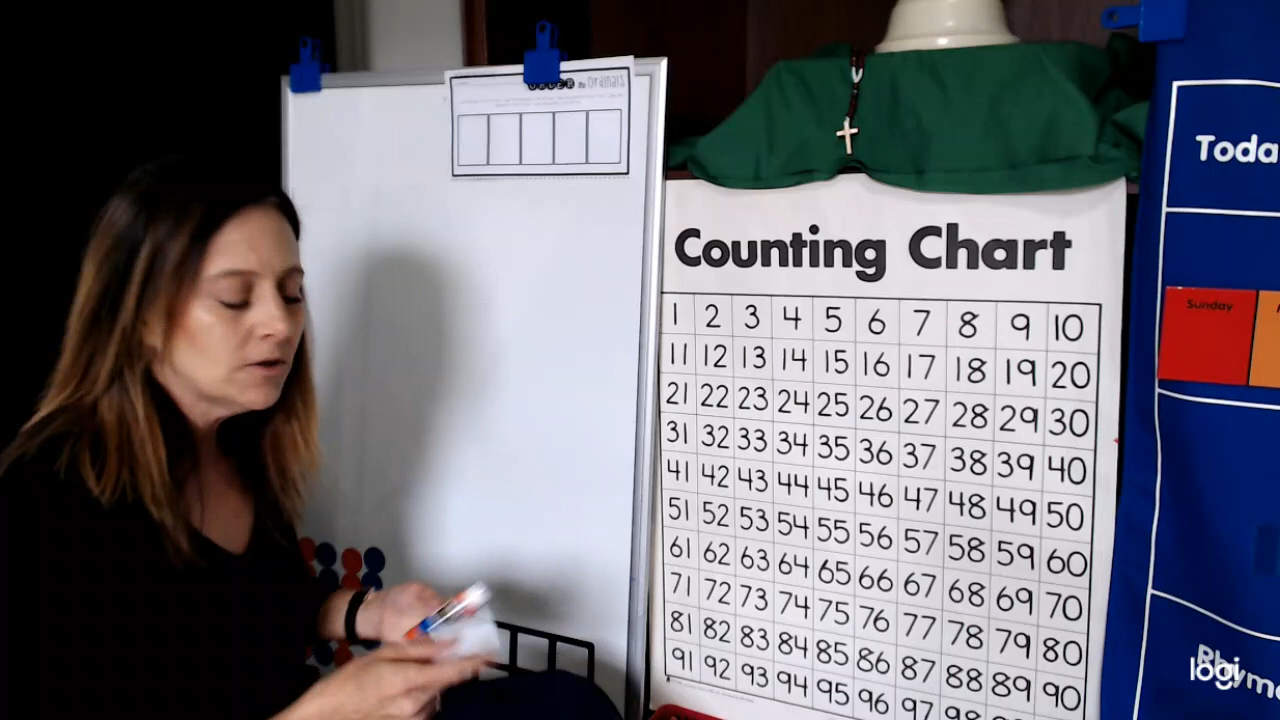 ORDER the Ordinals
Counting Chart
1 2 3 4 5 6 7 8 9 10
11 12 13 14 15 16 17 18 19 20
21 22 23 24 25 26 27 28 29 30
31 32 33 34 35 36 37 38 39 40
41 42 43 44 45 46 47 48 49 50
51 52 53 54 55 56 57 58 59 60
61 62 63 64 65 66 67 68 69 70
71 72 73 74 75 76 77 78 79 80
81 82 83 84 85 86 87 88 89 90
91 92 93 94 95 96 97 98
Toda
Sunday
Rhyme
logi